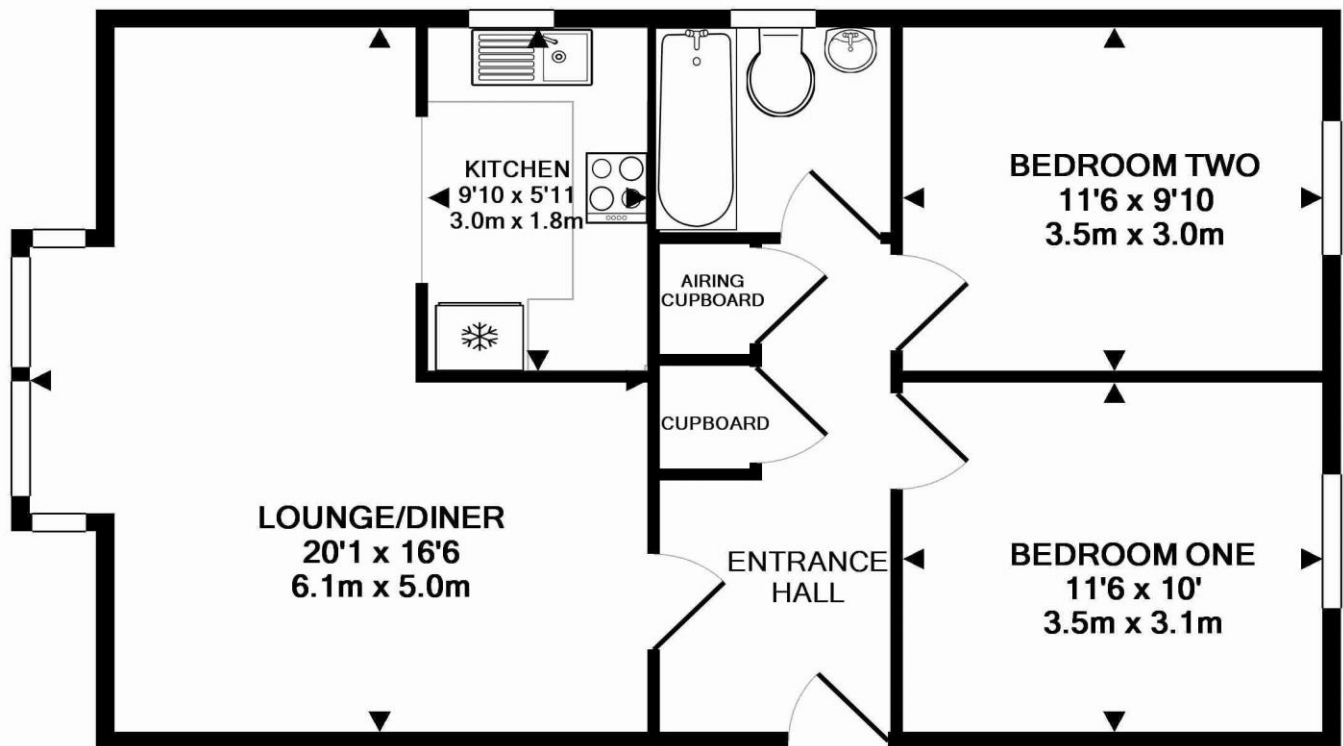 KITCHEN
9'10 x 5'11
3.0m x 1.8m
BEDROOM TWO
11'6 x 9'10
3.5m x 3.0m
AIRING
CUPBOARD
CUPBOARD
LOUNGE/DINER
20'1 x 16'6
6.1m x 5.0m
ENTRANCE
HALL
BEDROOM ONE
11'6 x 10'
3.5m x 3.1m